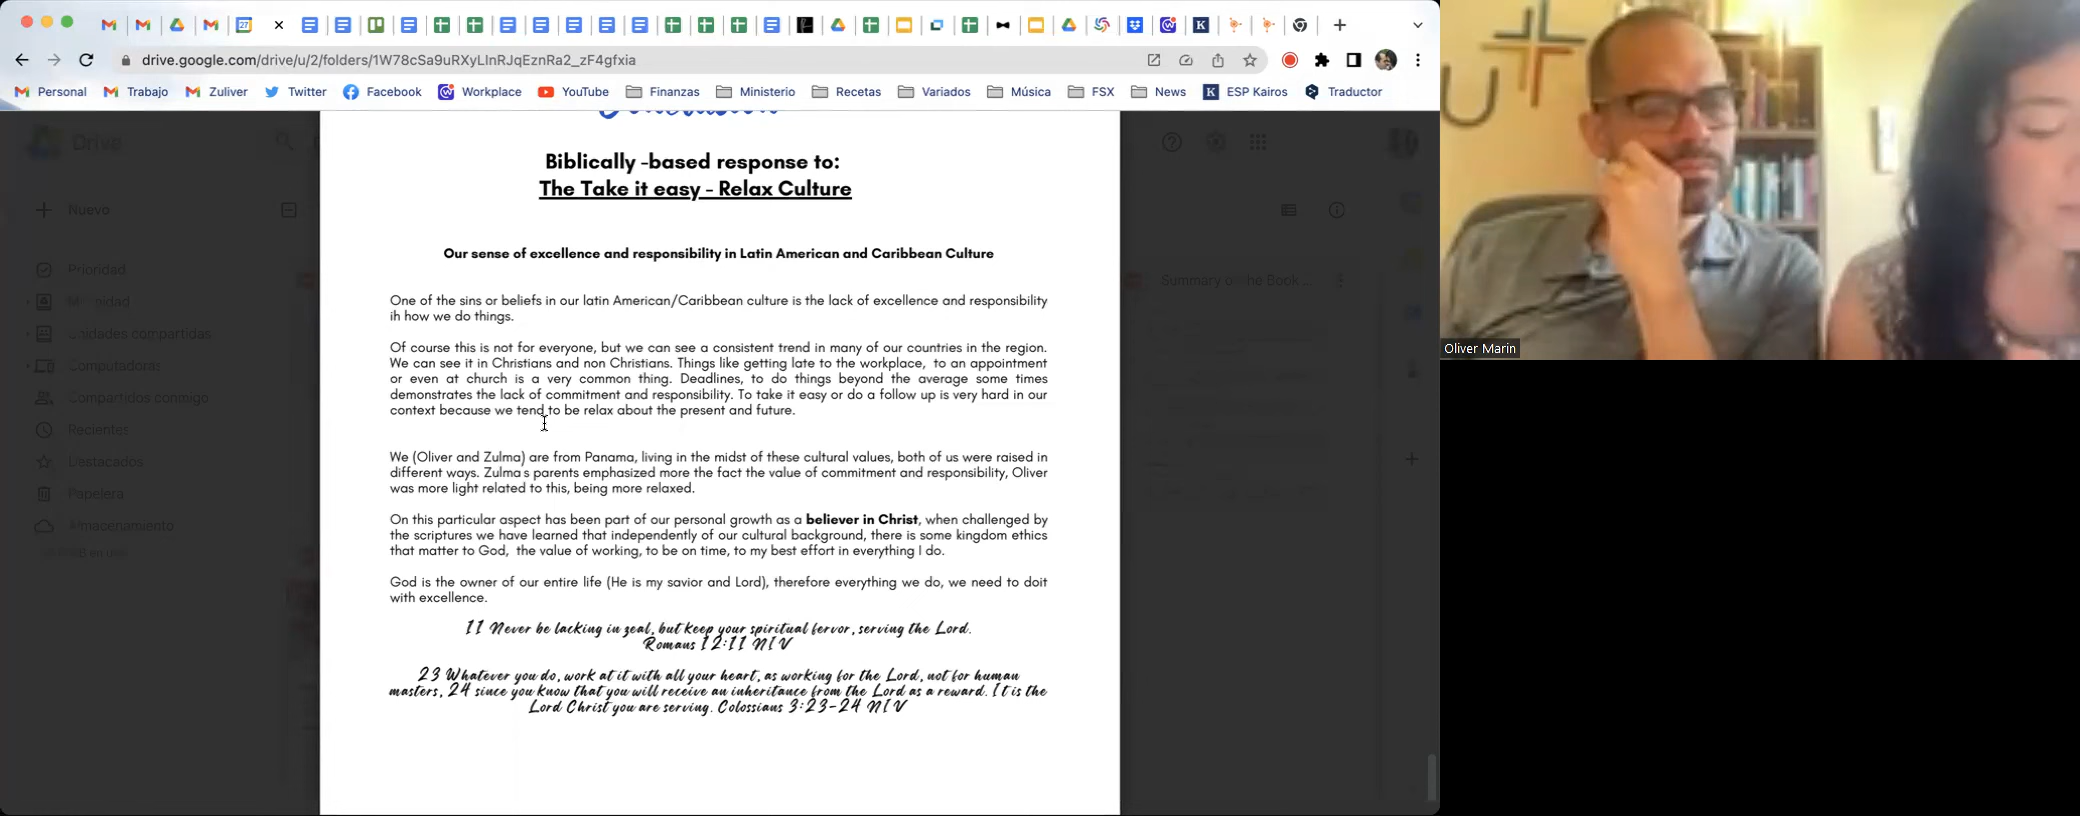 drive.google.com/drive/u/2/folders/1W78cSa9uRXyLlnRJqEznRa2_zF4gfxia
Personal Trabajo Zuliver Twitter Facebook Workplace YouTube Finanzas Ministerio Recetas Variados Música FSX News ESP Kairos Traductor
Drive
Biblically -based response to:
The Take it easy - Relax Culture
Nuevo
Our sense of excellence and responsibility in Latin American and Caribbean Culture
Prioridad
Mi unidad
Unidades compartidas
Computadoras
Compartidos conmigo
Recientes
Destacados
Papelera
Almacenamiento
Summary of the Book ...
One of the sins or beliefs in our latin American/Caribbean culture is the lack of excellence and responsibility
ih how we do things.
Of course this is not for everyone, but we can see a consistent trend in many of our countries in the region.
We can see it in Christians and non Christians. Things like getting late to the workplace, to an appointment
or even at church is a very common thing. Deadlines, to do things beyond the average some times
demonstrates the lack of commitment and responsibility. To take it easy or do a follow up is very hard in our
context because we tend to be relax about the present and future.
We (Oliver and Zulma) are from Panama, living in the midst of these cultural values, both of us were raised in
different ways. Zulma s parents emphasized more the fact the value of commitment and responsibility, Oliver
was more light related to this, being more relaxed.
On this particular aspect has been part of our personal growth as a believer in Christ, when challenged by
the scriptures we have learned that independently of our cultural background, there is some kingdom ethics
that matter to God, the value of working, to be on time, to my best effort in everything I do.
God is the owner of our entire life (He is my savior and Lord), therefore everything we do, we need to doit
with excellence.
11 Never be lacking in zeal, but keep your spiritual fervor, serving the Lord.
Romans 12:11 NIV
23 Whatever you do, work at it with all your heart, as working for the Lord, not for human
masters, 24 since you know that you will receive an inheritance from the Lord as a reward. It is the
Lord Christ you are serving. Colossians 3:23-24 NIV
Oliver Marin